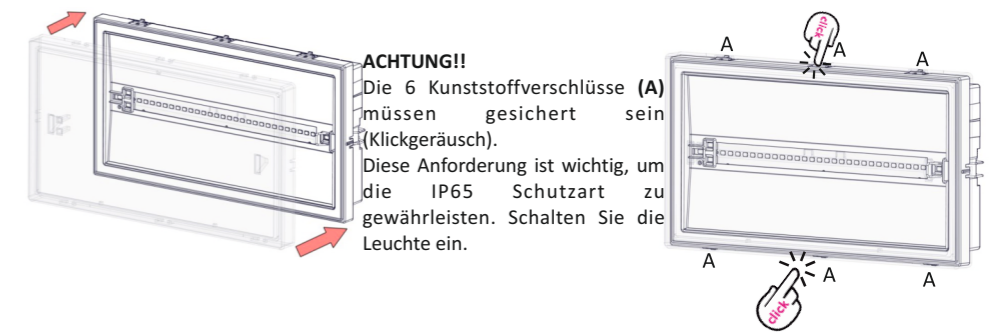 ACHTUNG!!
Die 6 Kunststoffverschlüsse (A)
müssen gesichert sein
(Klickgeräusch).
Diese Anforderung ist wichtig, um
die IP65 Schutzart zu
gewährleisten. Schalten Sie die
Leuchte ein.
click
A
A
A
A
A
A
click